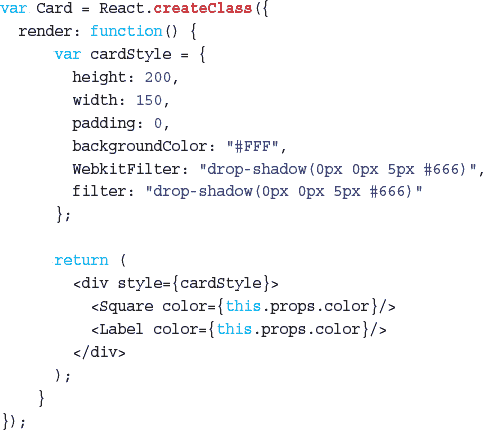 var Card = React.createClass({
  render: function() {
      var cardStyle = {
        height: 200,
        width: 150,
        padding: 0,
        backgroundColor: "#FFF",
        WebkitFilter: "drop-shadow(0px 0px 5px #666)",
        filter: "drop-shadow(0px 0px 5px #666)"
      };

      return (
        <div style={cardStyle}>
          <Square color={this.props.color}/>
          <Label color={this.props.color}/>
        </div>
      );
    }
});